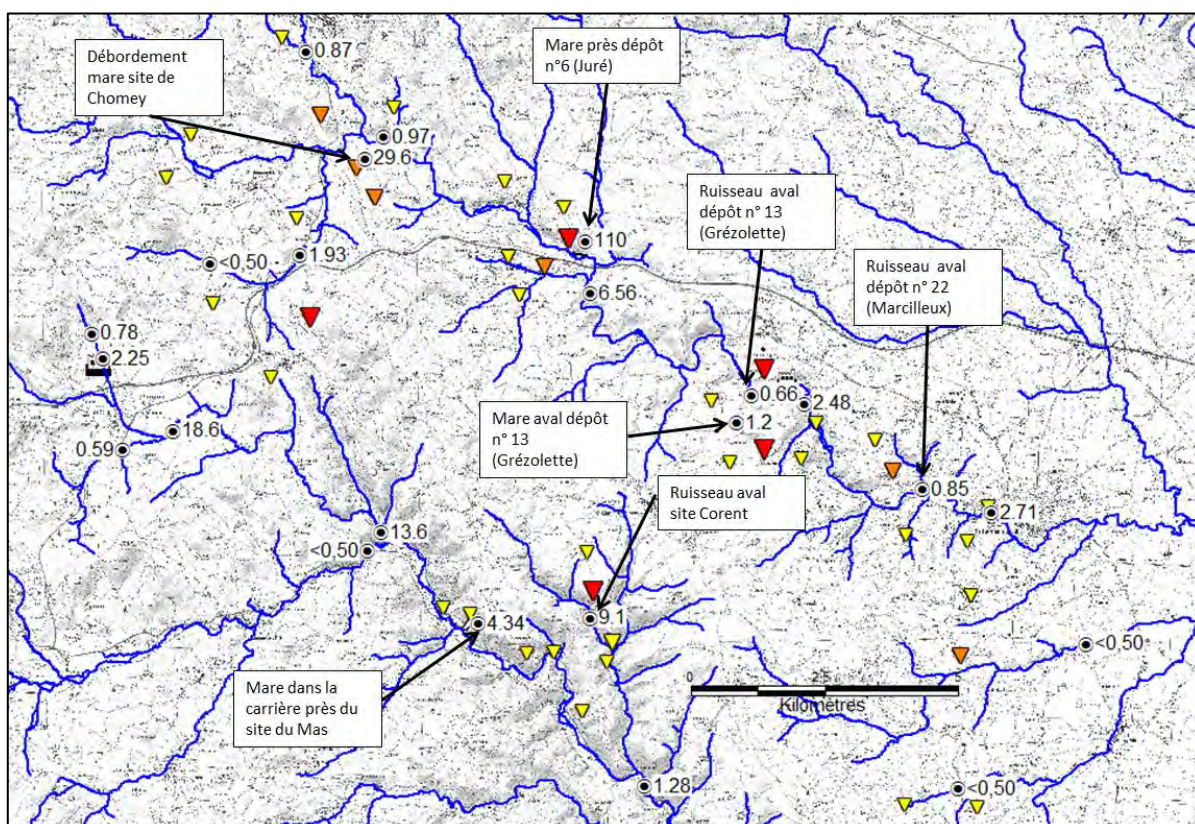 0.87
Débordement
mare site de
Chomey
Mare près dépôt
n°6 (Juré)
0.97
29.6
Ruisseau aval
dépôt n° 13
(Grézolette)
110
<0,50
1.93
Ruisseau aval
dépôt n° 22
(Marcilleux)
6.56
0.78
2.25
0.66
2.48
Mare aval dépôt
n° 13
(Grézolette)
1.2
18.6
0.59
Ruisseau aval
site Corent
0.85
2.71
13.6
<0,50
4.34
9.1
<0,50
Mare dans la
carrière près du
site du Mas
0 2.5 5
Kilomètres
1.28
<0,50